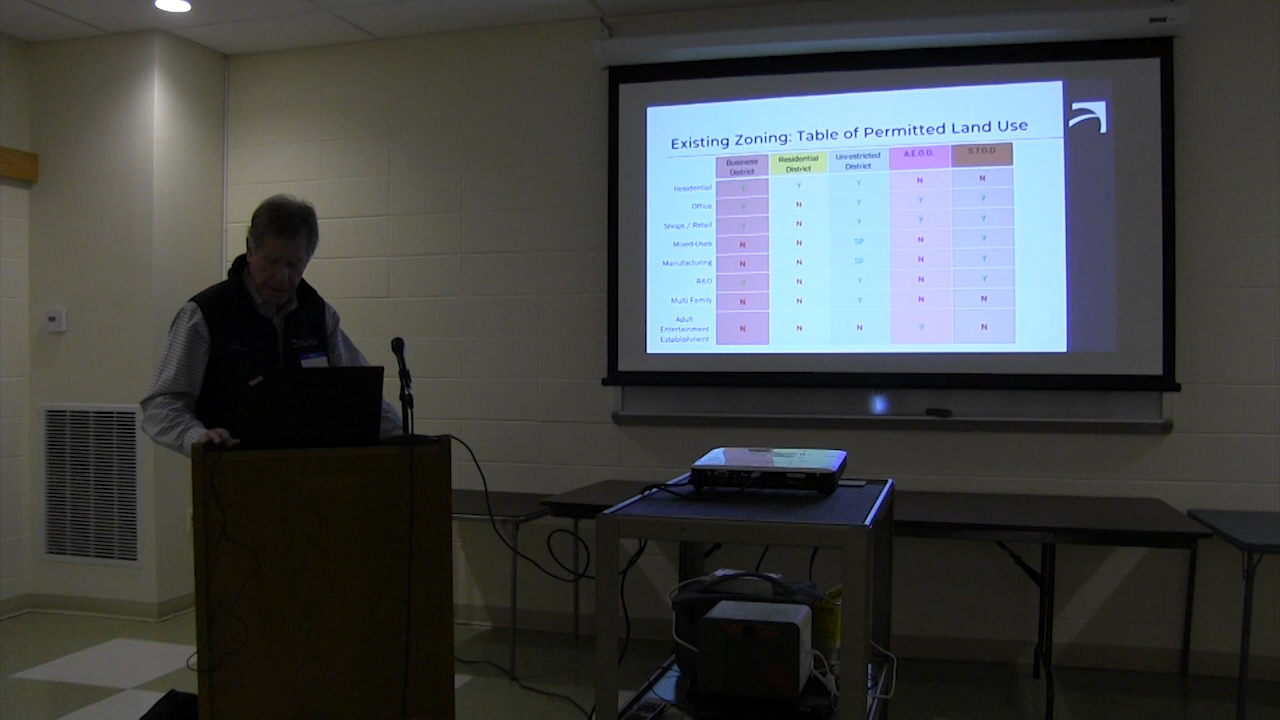 Existing Zoning: Table of Permitted Land Use
Business District Residential District Unrestricted District A.E.O.D. S.T.O.D
Residential Y Y Y N N
Office Y N Y Y Y
Shops / Retail Y N Y Y Y
Mixed-Uses N N SP N Y
Manufacturing N N SP N Y
R&D Y N Y N Y
Multi Family N N Y N N
Adult Entertainment Establishment N N N Y N